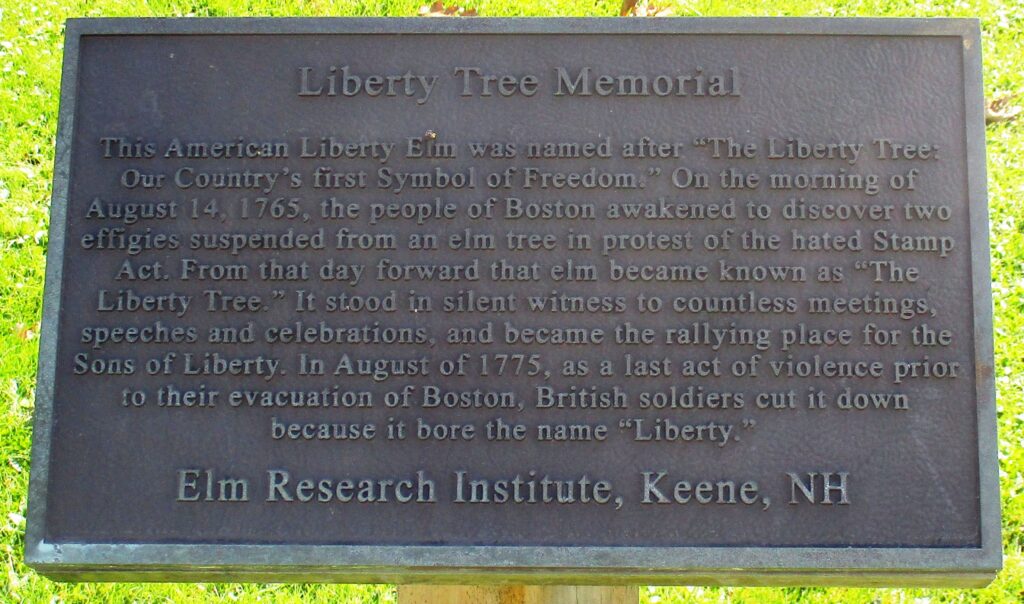 Liberty Tree Memorial
This American Liberty Elm was named after “The Liberty Tree:
Our Country’s first Symbol of Freedom.” On the morning of
August 14, 1765, the people of Boston awakened to discover two
effigies suspended from an elm tree in protest of the hated Stamp
Act. From that day forward that elm became known as “The
Liberty Tree.” It stood in silent witness to countless meetings,
speeches and celebrations, and became the rallying place for the
Sons of Liberty. In August of 1775, as a last act of violence prior
to their evacuation of Boston, British soldiers cut it down
because it bore the name “Liberty.”
Elm Research Institute, Keene, NH